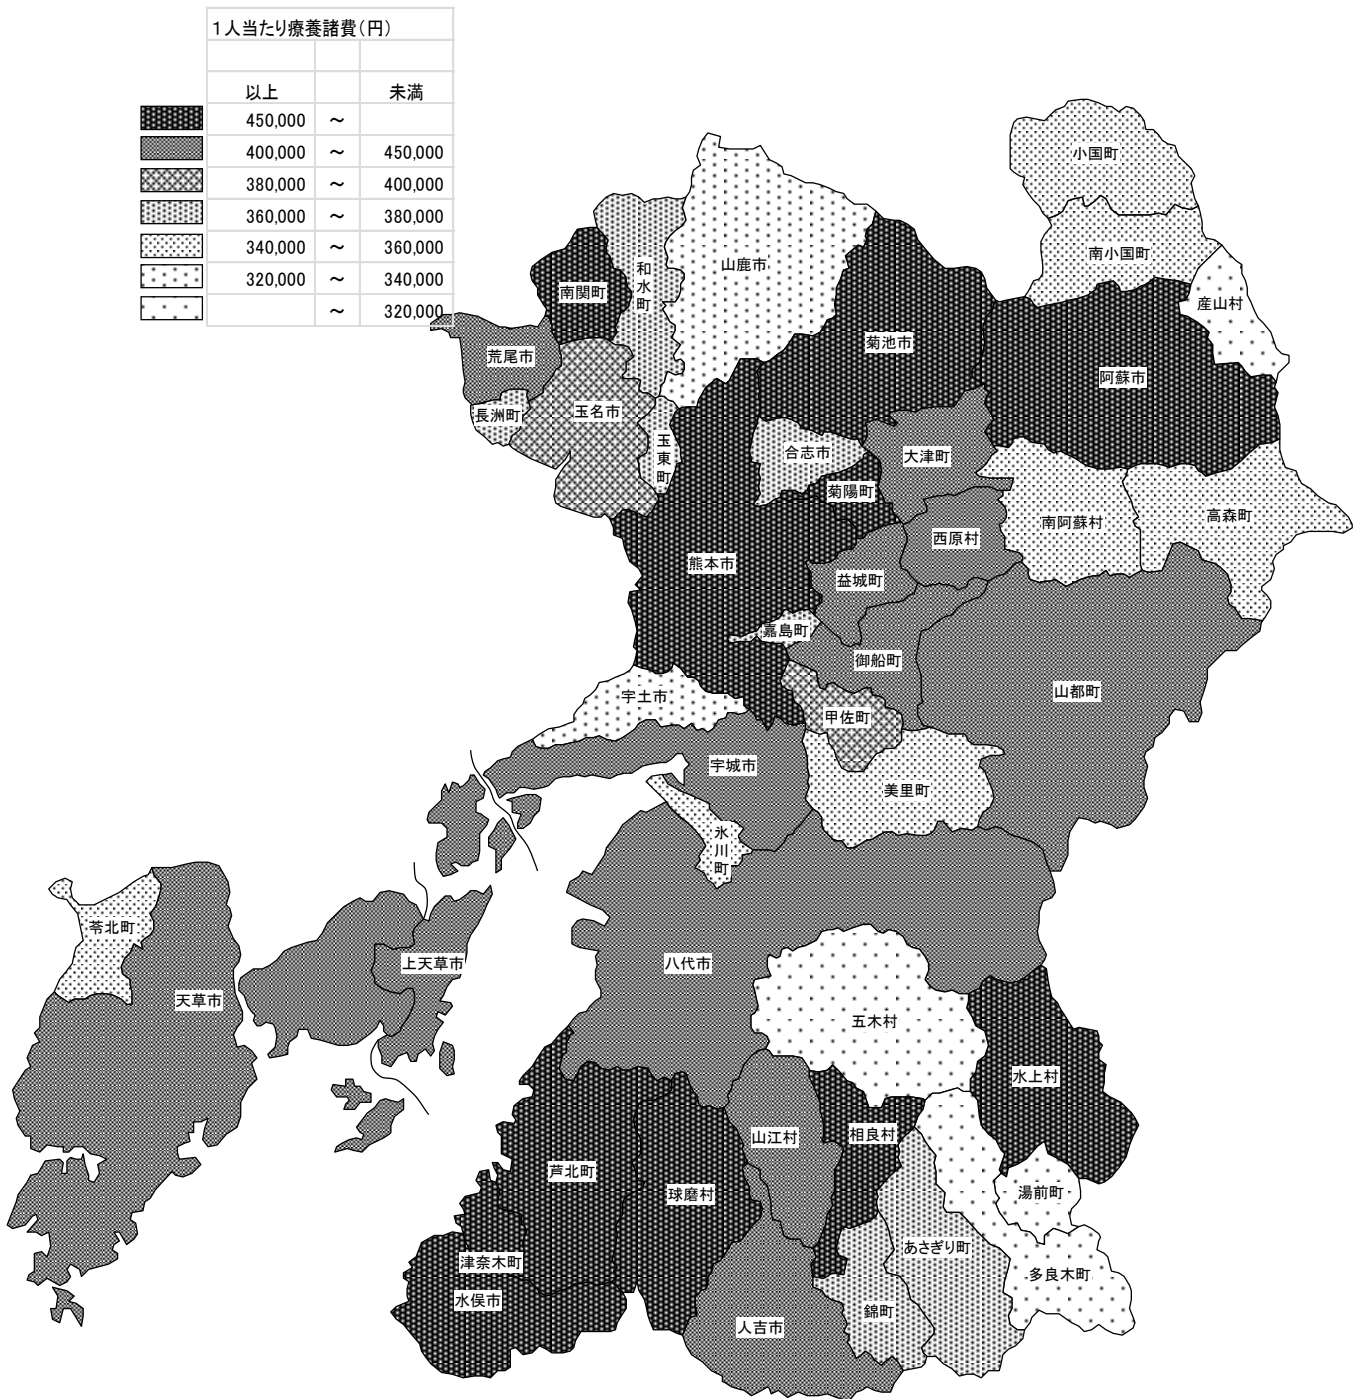 1人当たり療養諸費(円)
以上 未満
450,000 ～
400,000 ～ 450,000
380,000 ～ 400,000
360,000 ～ 380,000
340,000 ～ 360,000
320,000 ～ 340,000
～ 320,000
小国町
南小国町
産山村
和水町
山鹿市
南関町
菊池市
荒尾市
阿蘇市
長洲町
玉名市
玉東町
合志市
大津町
菊陽町
南阿蘇村
高森町
西原村
熊本市
益城町
嘉島町
御船町
山都町
宇土市
甲佐町
宇城市
美里町
氷川町
苓北町
上天草市
八代市
天草市
五木村
水上村
山江村
相良村
芦北町
球磨村
湯前町
あさぎり町
津奈木町
多良木町
水俣市
錦町
人吉市